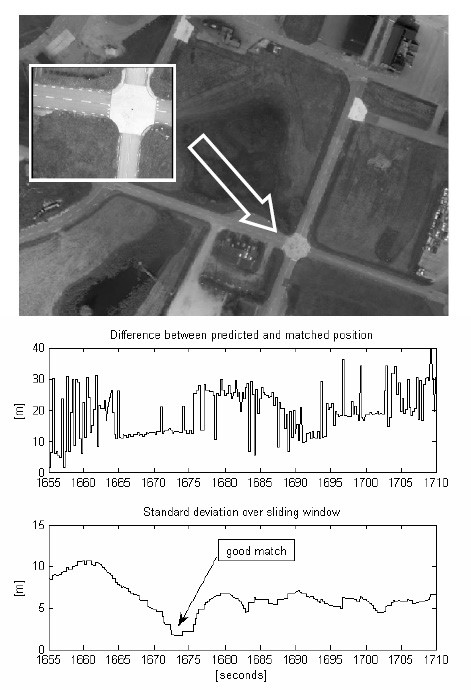 Difference between predicted and matched position
40
30
20
10
0
[m]
1655 1660 1665 1670 1675 1680 1685 1690 1695 1700 1705 1710
Standard deviation over sliding window
15
10
5
0
[m]
good match
1655 1660 1665 1670 1675 1680 1685 1690 1695 1700 1705 1710
[seconds]